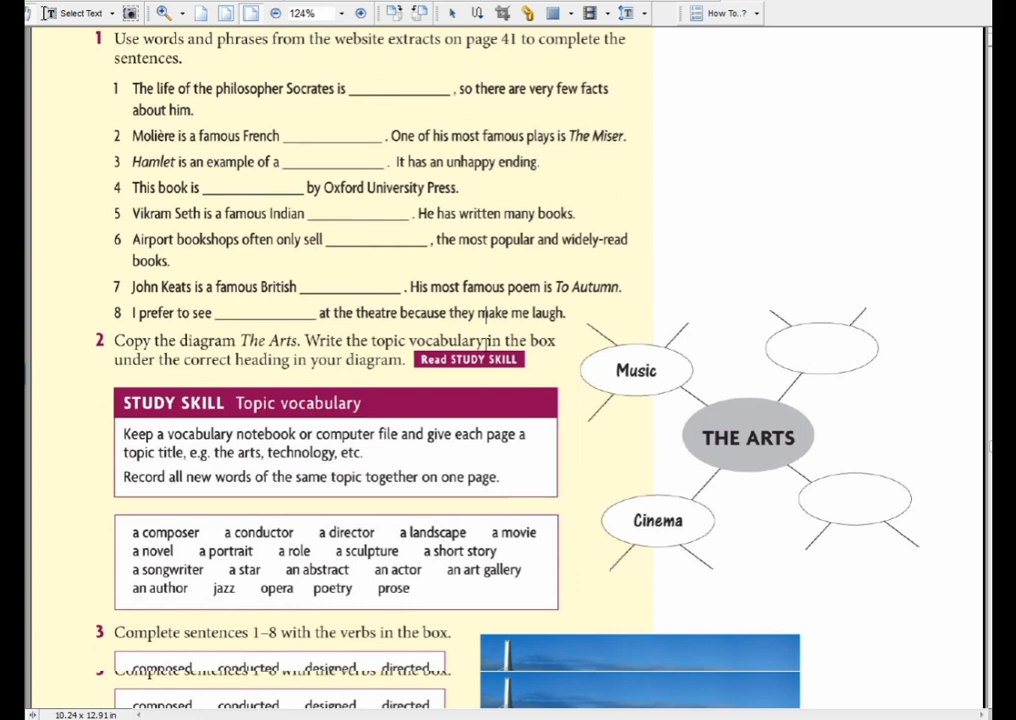 Select Text
124%
How To..?
1 Use words and phrases from the website extracts on page 41 to complete the
sentences.
1 The life of the philosopher Socrates is ____________ , so there are very few facts
about him.
2 Molière is a famous French ____________ . One of his most famous plays is The Miser.
3 Hamlet is an example of a ____________ . It has an unhappy ending.
4 This book is ____________ by Oxford University Press.
5 Vikram Seth is a famous Indian ____________ . He has written many books.
6 Airport bookshops often only sell ____________ , the most popular and widely-read
books.
7 John Keats is a famous British ____________ . His most famous poem is To Autumn.
8 I prefer to see ____________ at the theatre because they make me laugh.
2 Copy the diagram The Arts. Write the topic vocabulary in the box
under the correct heading in your diagram. Read STUDY SKILL
STUDY SKILL Topic vocabulary
Keep a vocabulary notebook or computer file and give each page a
topic title, e.g. the arts, technology, etc.
Record all new words of the same topic together on one page.
Music
THE ARTS
Cinema
a composer a conductor a director a landscape a movie
a novel a portrait a role a sculpture a short story
a songwriter a star an abstract an actor an art gallery
an author jazz opera poetry prose
3 Complete sentences 1–8 with the verbs in the box.
composed conducted designed directed
composed conducted designed directed
10.24 x 12.91 in